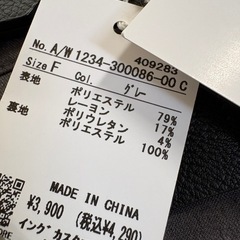 409283
No. A/W 1234-300086-00 C
Size F Col. グレー
表地
ポリエステル 79%
レーヨン 17%
ポリウレタン 4%
裏地
ポリエステル 100%
MADE IN CHINA
¥3,900 (税込¥4,290)